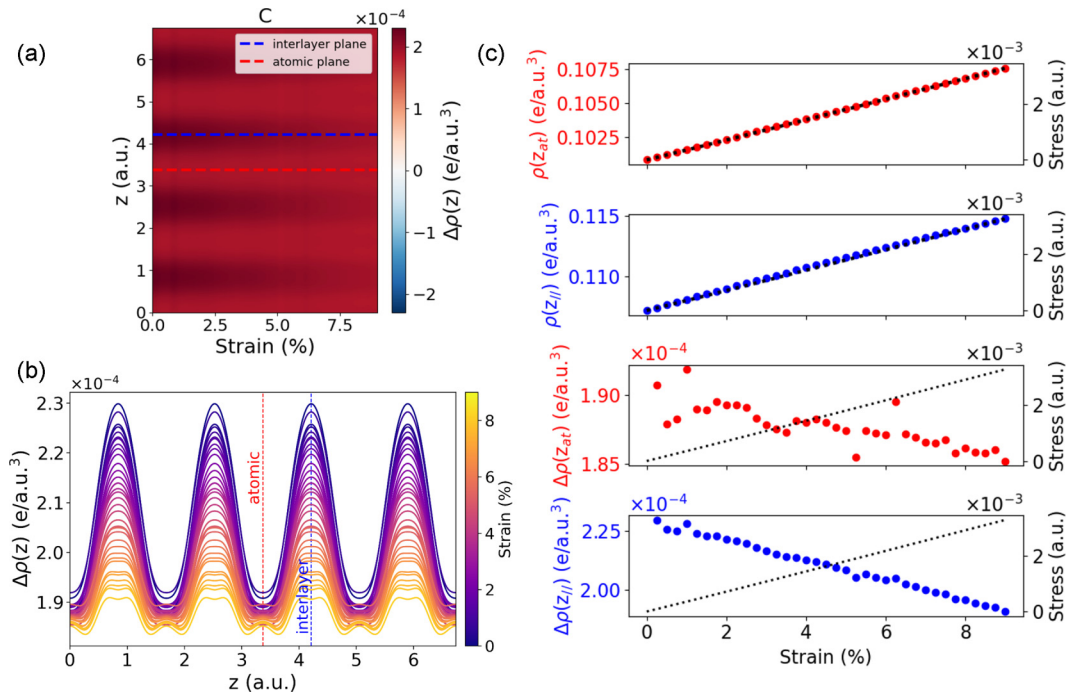 (a)
C
×10⁻⁴
interlayer plane
atomic plane
6
5
4
3
2
1
0
z (a.u.)
0.0 2.5 5.0 7.5
Strain (%)
2
1
0
−1
−2
Δρ(z) (e/a.u.³)
(b)
×10⁻⁴
2.3
2.2
2.1
2.0
1.9
Δρ(z) (e/a.u.³)
atomic
interlayer
0 1 2 3 4 5 6
z (a.u.)
8
6
4
2
0
Strain (%)
(c)
×10⁻³
0.1075
0.1050
0.1025
ρ(z_at) (e/a.u.³)
2
0
Stress (a.u.)
×10⁻³
0.115
0.110
ρ(z_//) (e/a.u.³)
2
0
Stress (a.u.)
×10⁻⁴ ×10⁻³
1.90
1.85
Δρ(z_at) (e/a.u.³)
2
0
Stress (a.u.)
×10⁻⁴ ×10⁻³
2.25
2.00
Δρ(z_//) (e/a.u.³)
2
0
Stress (a.u.)
0 2 4 6 8
Strain (%)